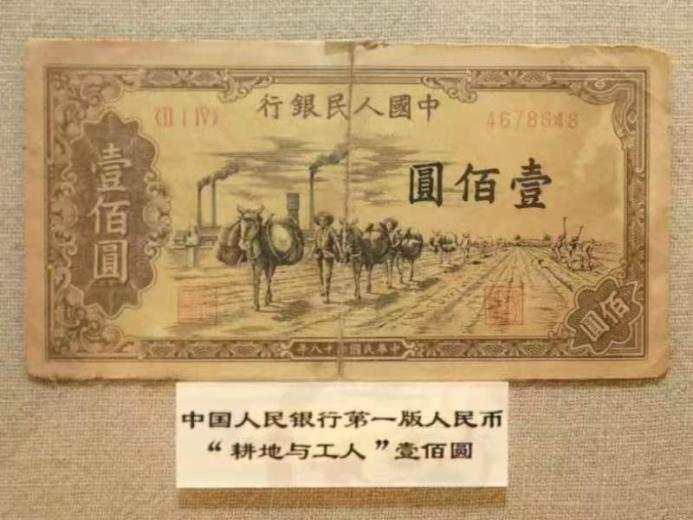 中國人民銀行
《II I IV》
4678648
壹佰圓
壹佰圓
佰圓
中華民國三十八年
中国人民银行第一版人民币
“耕地与工人”壹佰圆